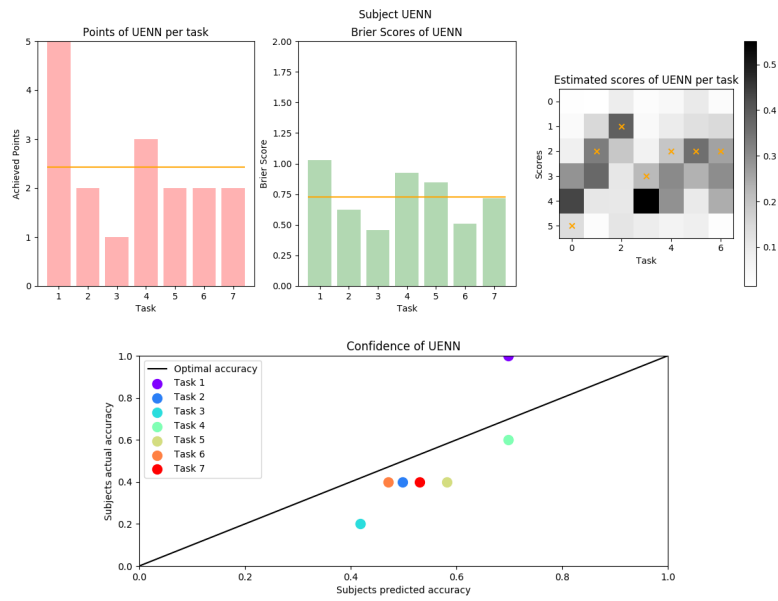 Subject UENN
Points of UENN per task
Achieved Points
5
4
3
2
1
0
1 2 3 4 5 6 7
Task
Brier Scores of UENN
Brier Score
2.00
1.75
1.50
1.25
1.00
0.75
0.50
0.25
0.00
1 2 3 4 5 6 7
Task
Estimated scores of UENN per task
Scores
0
1
2
3
4
5
0 2 4 6
Task
0.5
0.4
0.3
0.2
0.1
Confidence of UENN
Subjects actual accuracy
1.0
0.8
0.6
0.4
0.2
0.0
Optimal accuracy
Task 1
Task 2
Task 3
Task 4
Task 5
Task 6
Task 7
0.0 0.2 0.4 0.6 0.8 1.0
Subjects predicted accuracy